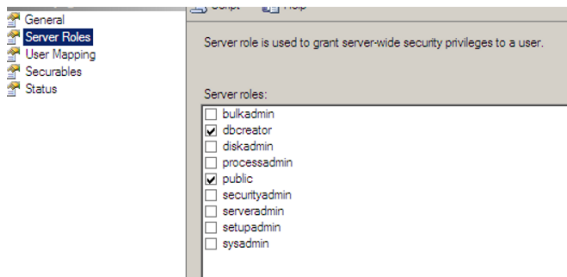 Script Help
General
Server Roles
User Mapping
Securables
Status
Server role is used to grant server-wide security privileges to a user.
Server roles:
bulkadmin
dbcreator
diskadmin
processadmin
public
securityadmin
serveradmin
setupadmin
sysadmin